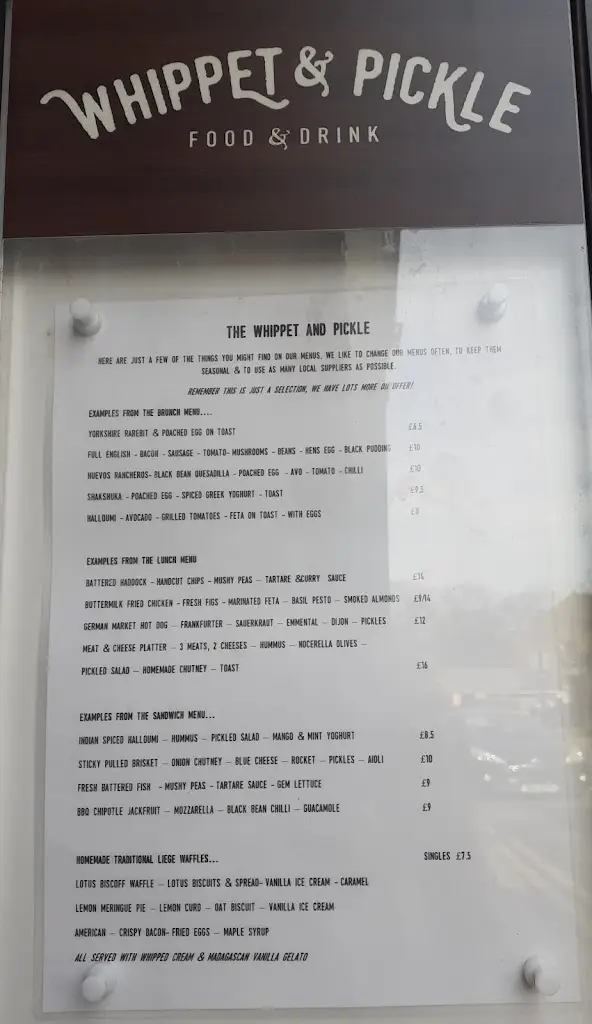 WHIPPET & PICKLE
FOOD & DRINK
THE WHIPPET AND PICKLE
HERE ARE JUST A FEW OF THE THINGS YOU MIGHT FIND ON OUR MENUS, WE LIKE TO CHANGE OUR MENUS OFTEN, TO KEEP THEM
SEASONAL & TO USE AS MANY LOCAL SUPPLIERS AS POSSIBLE.
REMEMBER THIS IS JUST A SELECTION, WE HAVE LOTS MORE ON OFFER!
EXAMPLES FROM THE BRUNCH MENU....
YORKSHIRE RAREBIT & POACHED EGG ON TOAST £6.5
FULL ENGLISH - BACON - SAUSAGE - TOMATO- MUSHROOMS - BEANS - HENS EGG - BLACK PUDDING £10
HUEVOS RANCHEROS- BLACK BEAN QUESADILLA - POACHED EGG - AVO - TOMATO - CHILLI £10
SHAKSHUKA - POACHED EGG - SPICED GREEK YOGHURT - TOAST £9.5
HALLOUMI - AVOCADO - GRILLED TOMATOES - FETA ON TOAST - WITH EGGS
EXAMPLES FROM THE LUNCH MENU
BATTERED HADDOCK - HANDCUT CHIPS - MUSHY PEAS - TARTARE &CURRY SAUCE £14
BUTTERMILK FRIED CHICKEN - FRESH FIGS - MARINATED FETA - BASIL PESTO - SMOKED ALMONDS £9/14
GERMAN MARKET HOT DOG - FRANKFURTER - SAUERKRAUT - EMMENTAL - DIJON - PICKLES £12
MEAT & CHEESE PLATTER - 3 MEATS, 2 CHEESES - HUMMUS - NOCERELLA OLIVES -
PICKLED SALAD - HOMEMADE CHUTNEY - TOAST £16
EXAMPLES FROM THE SANDWICH MENU...
INDIAN SPICED HALLOUMI - HUMMUS - PICKLED SALAD - MANGO & MINT YOGHURT £8.5
STICKY PULLED BRISKET - ONION CHUTNEY - BLUE CHEESE - ROCKET - PICKLES - AIOLI £10
FRESH BATTERED FISH - MUSHY PEAS - TARTARE SAUCE - GEM LETTUCE £9
BBQ CHIPOTLE JACKFRUIT - MOZZARELLA - BLACK BEAN CHILLI - GUACAMOLE £9
HOMEMADE TRADITIONAL LIEGE WAFFLES... SINGLES £7.5
LOTUS BISCOFF WAFFLE - LOTUS BISCUITS & SPREAD- VANILLA ICE CREAM - CARAMEL
LEMON MERINGUE PIE - LEMON CURD - OAT BISCUIT - VANILLA ICE CREAM
AMERICAN - CRISPY BACON- FRIED EGGS - MAPLE SYRUP
ALL SERVED WITH WHIPPED CREAM & MADAGASCAN VANILLA GELATO